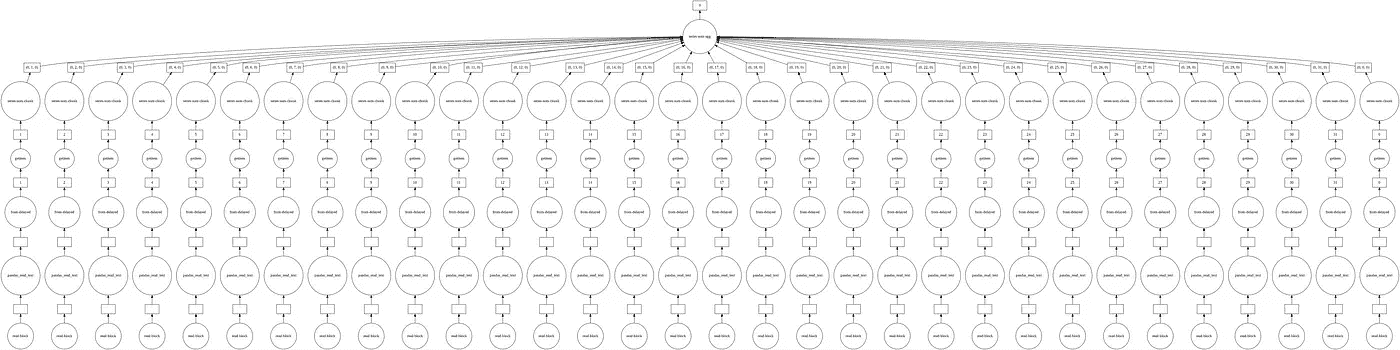 0
series-sum-agg
(0, 1, 0) (0, 2, 0) (0, 3, 0) (0, 4, 0) (0, 5, 0) (0, 6, 0) (0, 7, 0) (0, 8, 0) (0, 9, 0) (0, 10, 0) (0, 11, 0) (0, 12, 0) (0, 13, 0) (0, 14, 0) (0, 15, 0) (0, 16, 0) (0, 17, 0) (0, 18, 0) (0, 19, 0) (0, 20, 0) (0, 21, 0) (0, 22, 0) (0, 23, 0) (0, 24, 0) (0, 25, 0) (0, 26, 0) (0, 27, 0) (0, 28, 0) (0, 29, 0) (0, 30, 0) (0, 31, 0) (0, 0, 0)
series-sum-chunk series-sum-chunk series-sum-chunk series-sum-chunk series-sum-chunk series-sum-chunk series-sum-chunk series-sum-chunk series-sum-chunk series-sum-chunk series-sum-chunk series-sum-chunk series-sum-chunk series-sum-chunk series-sum-chunk series-sum-chunk series-sum-chunk series-sum-chunk series-sum-chunk series-sum-chunk series-sum-chunk series-sum-chunk series-sum-chunk series-sum-chunk series-sum-chunk series-sum-chunk series-sum-chunk series-sum-chunk series-sum-chunk series-sum-chunk series-sum-chunk series-sum-chunk
1 2 3 4 5 6 7 8 9 10 11 12 13 14 15 16 17 18 19 20 21 22 23 24 25 26 27 28 29 30 31 0
getitem getitem getitem getitem getitem getitem getitem getitem getitem getitem getitem getitem getitem getitem getitem getitem getitem getitem getitem getitem getitem getitem getitem getitem getitem getitem getitem getitem getitem getitem getitem getitem
1 2 3 4 5 6 7 8 9 10 11 12 13 14 15 16 17 18 19 20 21 22 23 24 25 26 27 28 29 30 31 0
from-delayed from-delayed from-delayed from-delayed from-delayed from-delayed from-delayed from-delayed from-delayed from-delayed from-delayed from-delayed from-delayed from-delayed from-delayed from-delayed from-delayed from-delayed from-delayed from-delayed from-delayed from-delayed from-delayed from-delayed from-delayed from-delayed from-delayed from-delayed from-delayed from-delayed from-delayed from-delayed
pandas_read_text pandas_read_text pandas_read_text pandas_read_text pandas_read_text pandas_read_text pandas_read_text pandas_read_text pandas_read_text pandas_read_text pandas_read_text pandas_read_text pandas_read_text pandas_read_text pandas_read_text pandas_read_text pandas_read_text pandas_read_text pandas_read_text pandas_read_text pandas_read_text pandas_read_text pandas_read_text pandas_read_text pandas_read_text pandas_read_text pandas_read_text pandas_read_text pandas_read_text pandas_read_text pandas_read_text pandas_read_text
read-block read-block read-block read-block read-block read-block read-block read-block read-block read-block read-block read-block read-block read-block read-block read-block read-block read-block read-block read-block read-block read-block read-block read-block read-block read-block read-block read-block read-block read-block read-block read-block